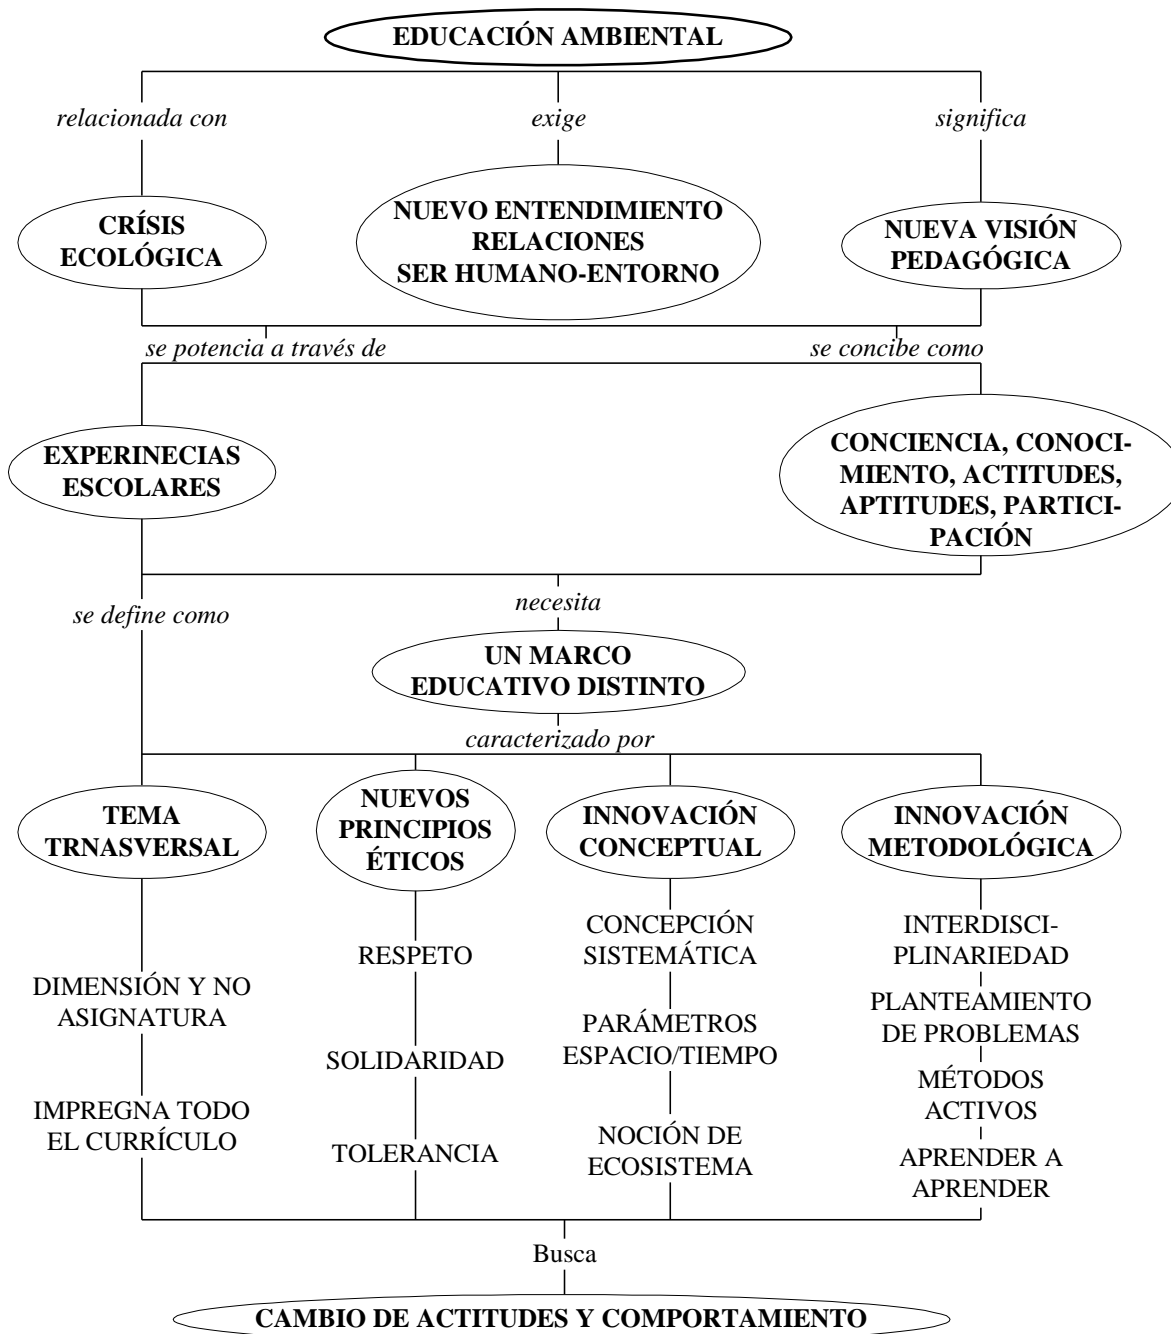 EDUCACIÓN AMBIENTAL
relacionada con
exige
significa
CRÍSIS
ECOLÓGICA
NUEVO ENTENDIMIENTO
RELACIONES
SER HUMANO-ENTORNO
NUEVA VISIÓN
PEDAGÓGICA
se potencia a través de
se concibe como
EXPERINECIAS
ESCOLARES
CONCIENCIA, CONOCI-
MIENTO, ACTITUDES,
APTITUDES, PARTICI-
PACIÓN
se define como
necesita
UN MARCO
EDUCATIVO DISTINTO
caracterizado por
TEMA
TRNASVERSAL
NUEVOS
PRINCIPIOS
ÉTICOS
INNOVACIÓN
CONCEPTUAL
INNOVACIÓN
METODOLÓGICA
DIMENSIÓN Y NO
ASIGNATURA
IMPREGNA TODO
EL CURRÍCULO
RESPETO
SOLIDARIDAD
TOLERANCIA
CONCEPCIÓN
SISTEMÁTICA
PARÁMETROS
ESPACIO/TIEMPO
NOCIÓN DE
ECOSISTEMA
INTERDISCI-
PLINARIEDAD
PLANTEAMIENTO
DE PROBLEMAS
MÉTODOS
ACTIVOS
APRENDER A
APRENDER
Busca
CAMBIO DE ACTITUDES Y COMPORTAMIENTO